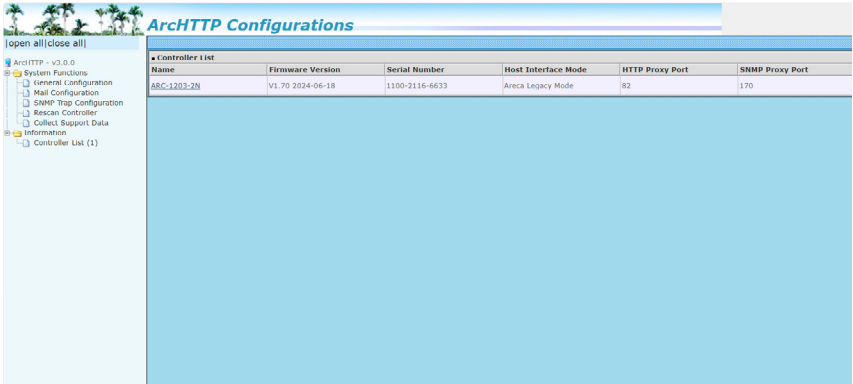 ArcHTTP Configurations
|open all|close all|
ArcHTTP - v3.0.0
System Functions
General Configuration
Mail Configuration
SNMP Trap Configuration
Rescan Controller
Collect Support Data
Information
Controller List (1)
Controller List
Name Firmware Version Serial Number Host Interface Mode HTTP Proxy Port SNMP Proxy Port
ARC-1203-2N V1.70 2024-06-18 1100-2116-6633 Areca Legacy Mode 82 170